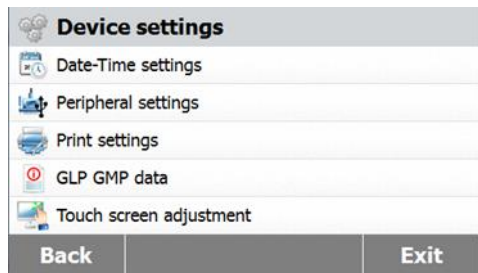 Device settings
Date-Time settings
Peripheral settings
Print settings
GLP GMP data
Touch screen adjustment
Back
Exit